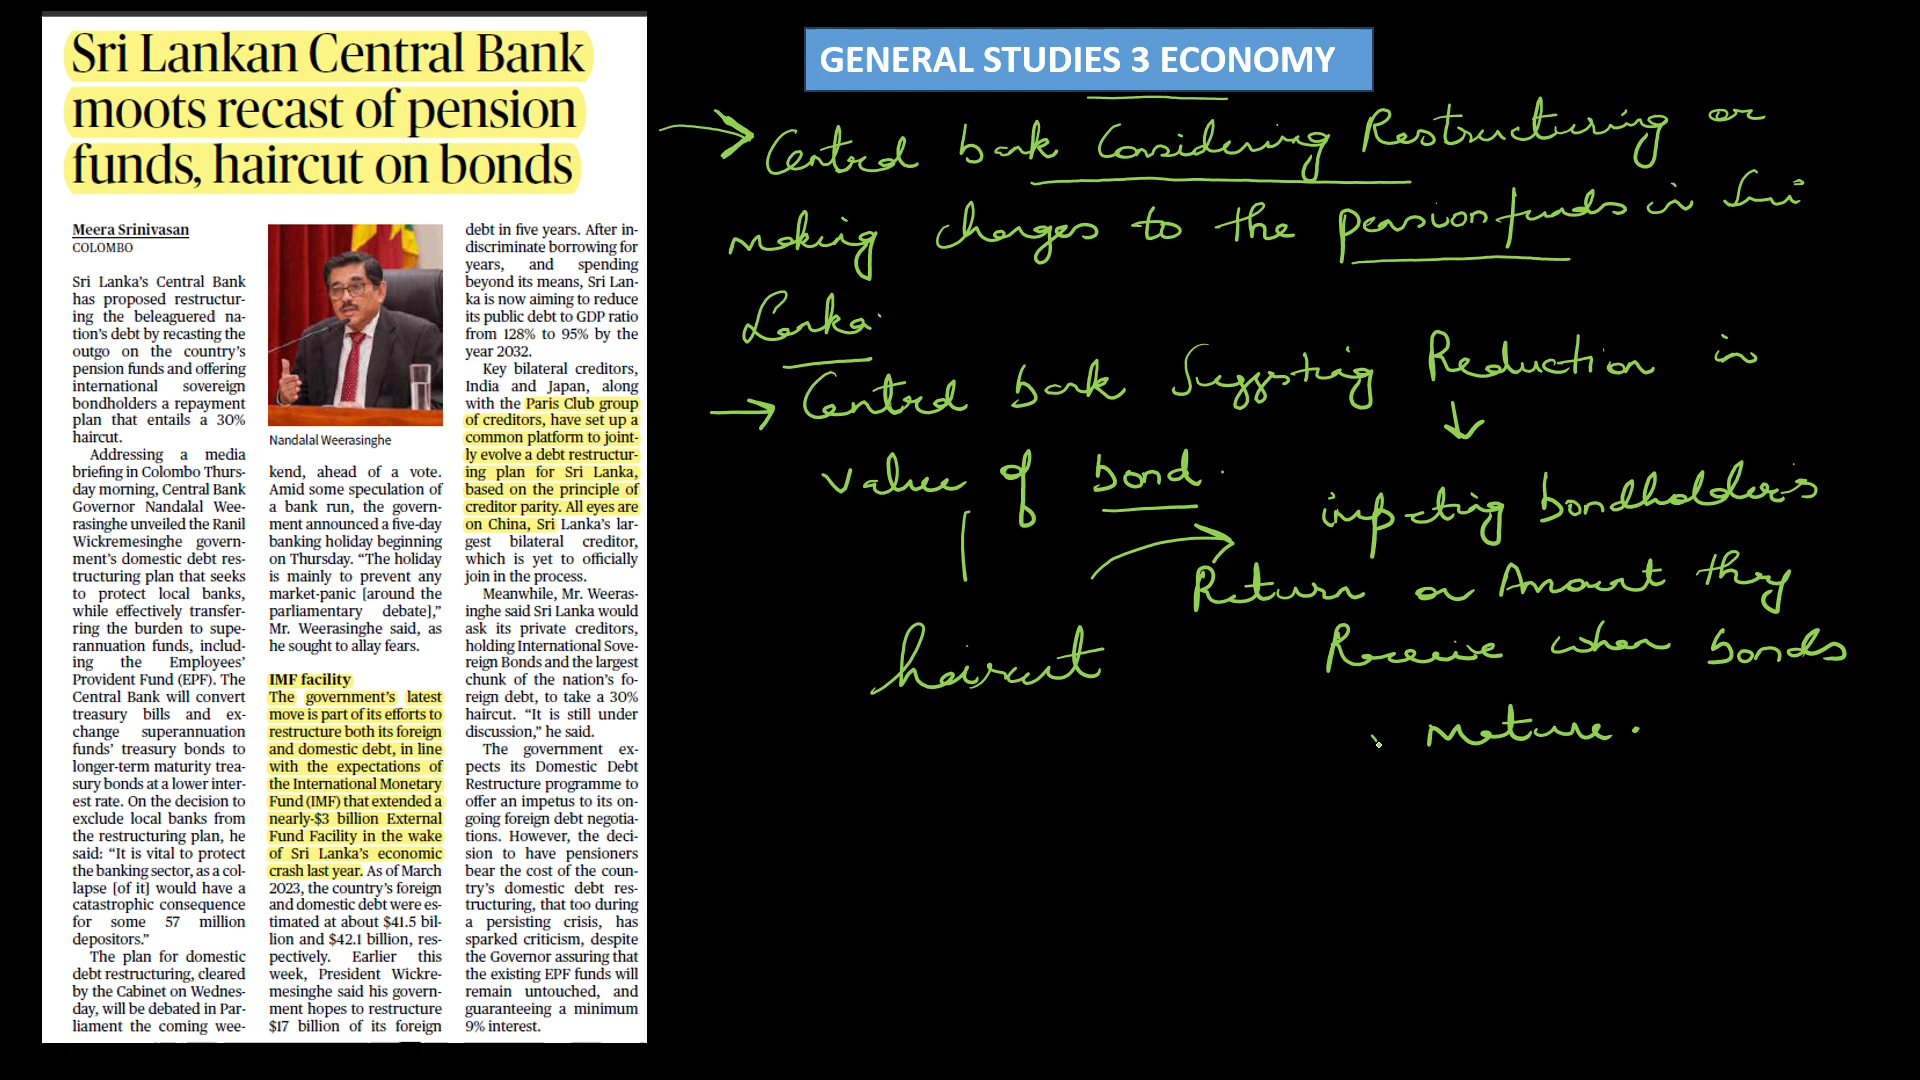 Sri Lankan Central Bank
moots recast of pension
funds, haircut on bonds
Meera Srinivasan
COLOMBO
Sri Lanka's Central Bank
has proposed restructur-
ing the beleaguered na-
tion's debt by recasting the
outgo on the country's
pension funds and offering
international sovereign
bondholders a repayment
plan that entails a 30%
haircut.
Addressing a media
briefing in Colombo Thurs-
day morning, Central Bank
Governor Nandalal Wee-
rasinghe unveiled the Ranil
Wickremesinghe govern-
ment's domestic debt res-
tructuring plan that seeks
to protect local banks,
while effectively transfer-
ring the burden to supe-
rannuation funds, includ-
ing the Employees'
Provident Fund (EPF). The
Central Bank will convert
treasury bills and ex-
change superannuation
funds' treasury bonds to
longer-term maturity trea-
sury bonds at a lower inter-
est rate. On the decision to
exclude local banks from
the restructuring plan, he
said: "It is vital to protect
the banking sector, as a col-
lapse [of it] would have a
catastrophic consequence
for some 57 million
depositors."
The plan for domestic
debt restructuring, cleared
by the Cabinet on Wednes-
day, will be debated in Par-
liament the coming wee-
Nandalal Weerasinghe
kend, ahead of a vote.
Amid some speculation of
a bank run, the govern-
ment announced a five-day
banking holiday beginning
on Thursday. "The holiday
is mainly to prevent any
market-panic [around the
parliamentary debate],"
Mr. Weerasinghe said, as
he sought to allay fears.
IMF facility
The government's latest
move is part of its efforts to
restructure both its foreign
and domestic debt, in line
with the expectations of
the International Monetary
Fund (IMF) that extended a
nearly-$3 billion External
Fund Facility in the wake
of Sri Lanka's economic
crash last year. As of March
2023, the country's foreign
and domestic debt were es-
timated at about $41.5 bil-
lion and $42.1 billion, res-
pectively. Earlier this
week, President Wickre-
mesinghe said his govern-
ment hopes to restructure
$17 billion of its foreign
debt in five years. After in-
discriminate borrowing for
years, and spending
beyond its means, Sri Lan-
ka is now aiming to reduce
its public debt to GDP ratio
from 128% to 95% by the
year 2032.
Key bilateral creditors,
India and Japan, along
with the Paris Club group
of creditors, have set up a
common platform to joint-
ly evolve a debt restructur-
ing plan for Sri Lanka,
based on the principle of
creditor parity. All eyes are
on China, Sri Lanka's lar-
gest bilateral creditor,
which is yet to officially
join in the process.
Meanwhile, Mr. Weeras-
inghe said Sri Lanka would
ask its private creditors,
holding International Sove-
reign Bonds and the largest
chunk of the nation's fo-
reign debt, to take a 30%
haircut. "It is still under
discussion," he said.
The government ex-
pects its Domestic Debt
Restructure programme to
offer an impetus to its on-
going foreign debt negotia-
tions. However, the deci-
sion to have pensioners
bear the cost of the coun-
try's domestic debt res-
tructuring, that too during
a persisting crisis, has
sparked criticism, despite
the Governor assuring that
the existing EPF funds will
remain untouched, and
guaranteeing a minimum
9% interest.
GENERAL STUDIES 3 ECONOMY
→ Central bank Considering Restructuring or
making changes to the pension funds in Sri
Lanka.
→ Central bank Suggesting Reduction in
value of bond.
impcting bondholders
Return or Amount they
haircut
Receive when bonds
mature.